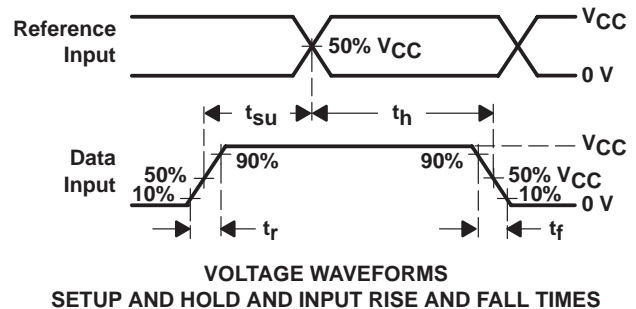 Reference
Input
VCC
50% VCC
0 V
tsu
th
Data
Input
VCC
90%
90%
50%
50% VCC
10%
10%
0 V
tr
tf
VOLTAGE WAVEFORMS
SETUP AND HOLD AND INPUT RISE AND FALL TIMES